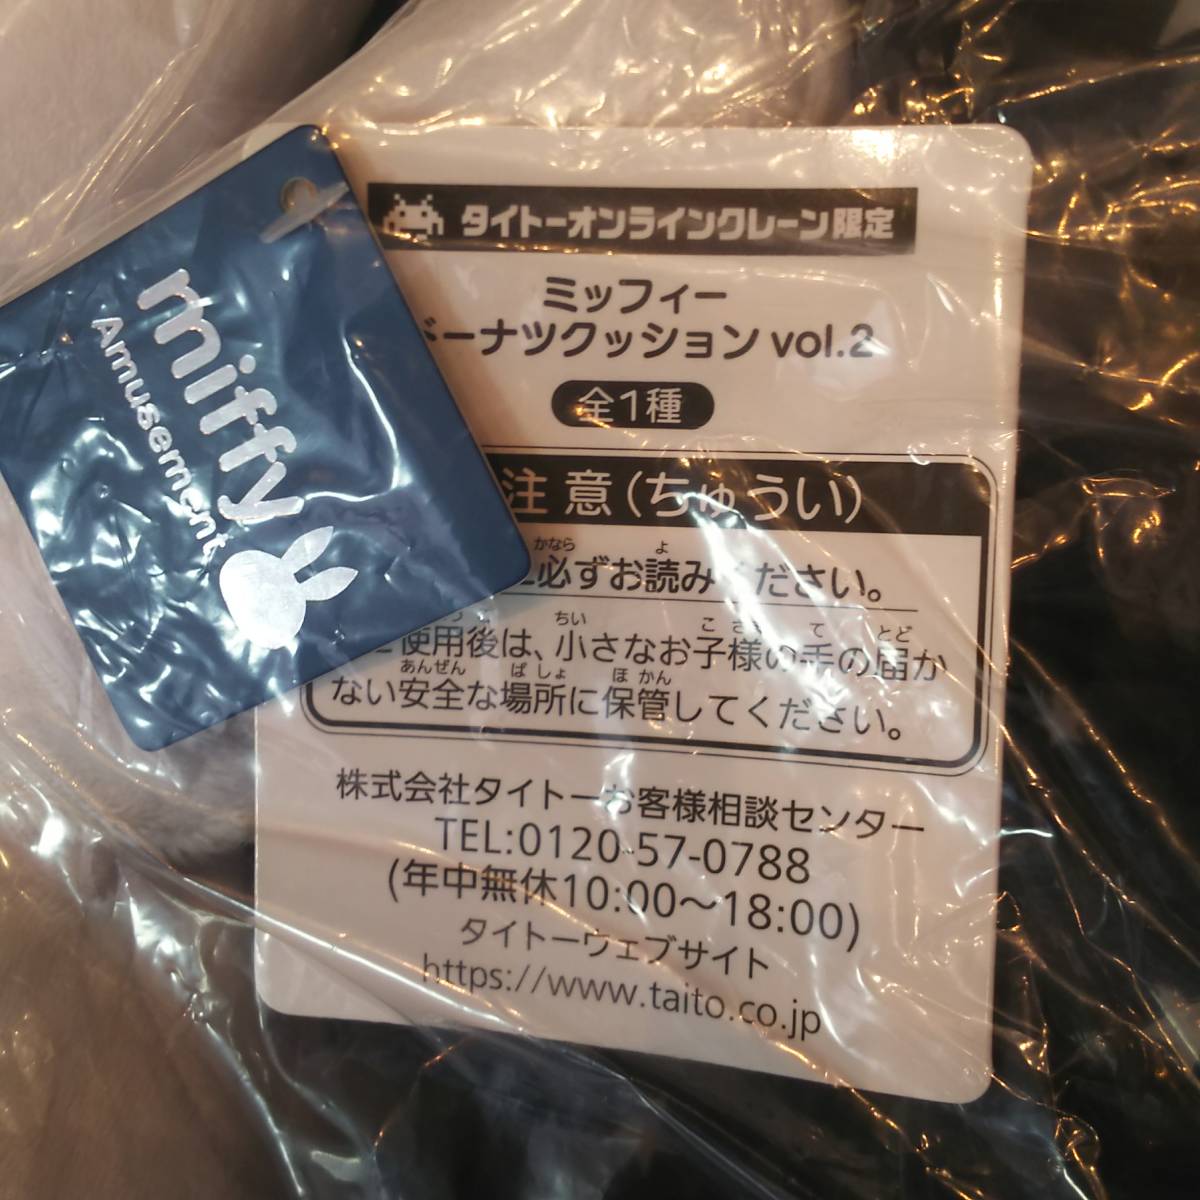 miffy
Amusement
タイトーオンラインクレーン限定
ミッフィー
ドーナツクッション vol.2
全1種
注意(ちゅうい)
必ずお読みください。
使用後は、小さなお子様の手の届か
ない安全な場所に保管してください。
株式会社タイトーお客様相談センター
TEL:0120-57-0788
(年中無休10:00～18:00)
タイトーウェブサイト
https://www.taito.co.jp